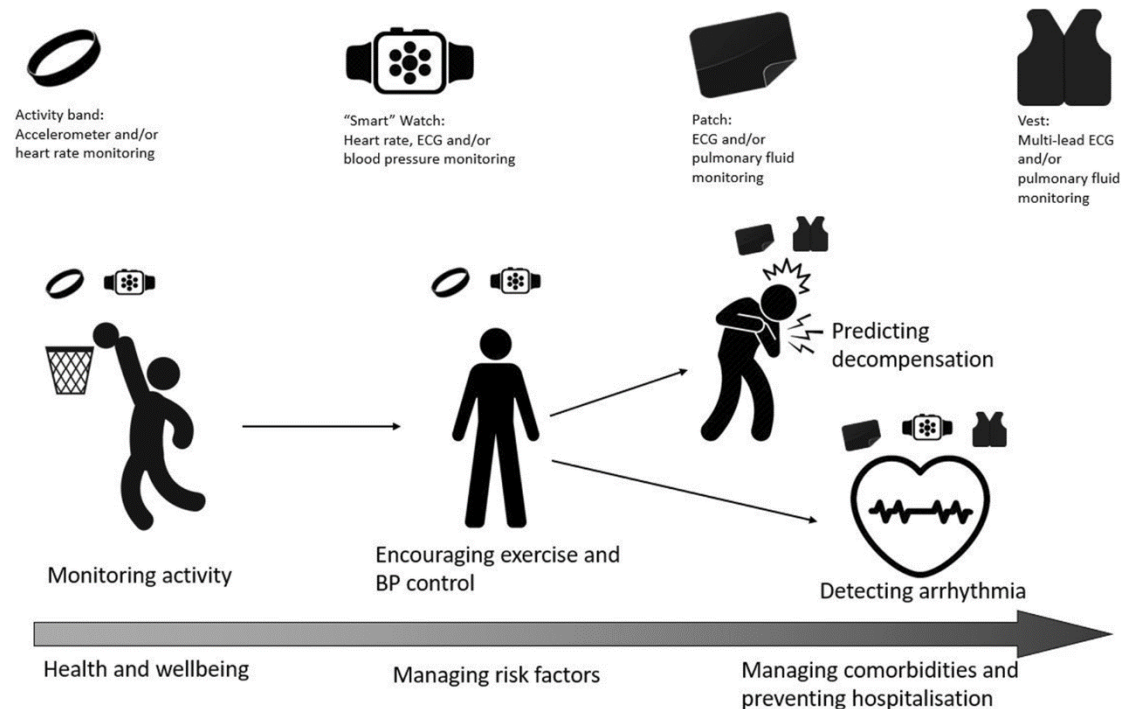 Activity band:
Accelerometer and/or
heart rate monitoring
“Smart” Watch:
Heart rate, ECG and/or
blood pressure monitoring
Patch:
ECG and/or
pulmonary fluid
monitoring
Vest:
Multi-lead ECG
and/or
pulmonary fluid
monitoring
Predicting
decompensation
Monitoring activity
Encouraging exercise and
BP control
Detecting arrhythmia
Health and wellbeing
Managing risk factors
Managing comorbidities and
preventing hospitalisation